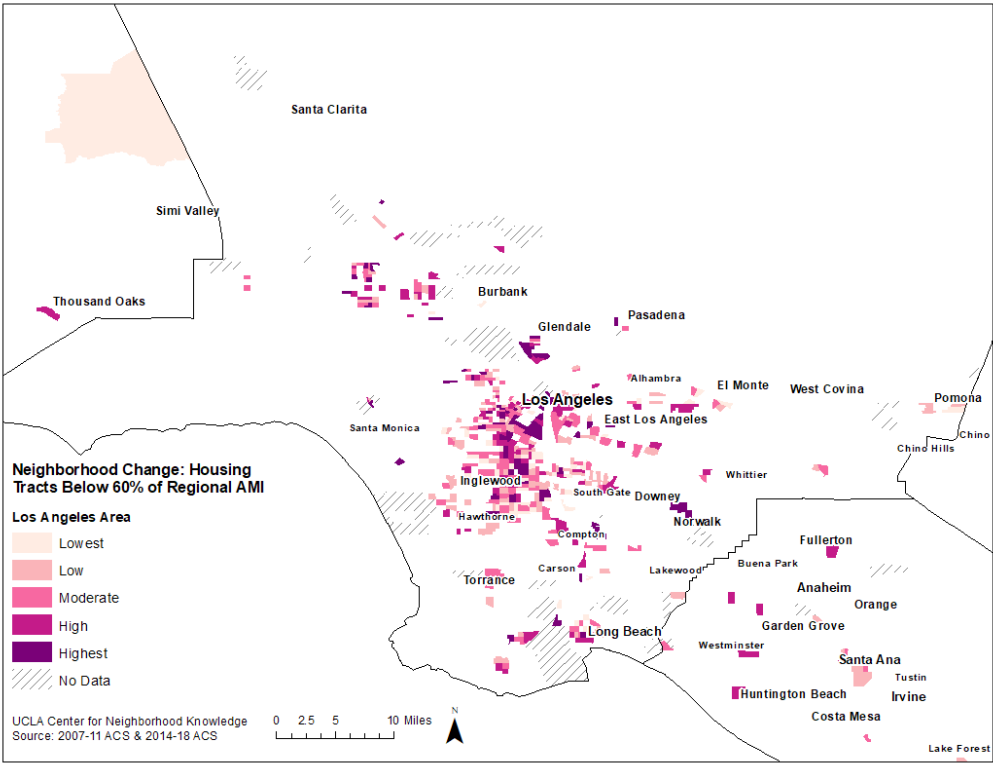 Santa Clarita
Simi Valley
Thousand Oaks
Burbank
Pasadena
Glendale
Alhambra
El Monte
West Covina
Los Angeles
Pomona
East Los Angeles
Santa Monica
Chino
Chino Hills
Neighborhood Change: Housing
Tracts Below 60% of Regional AMI
Los Angeles Area
Lowest
Low
Moderate
High
Highest
No Data
Inglewood
Whittier
South Gate
Downey
Hawthorne
Norwalk
Compton
Fullerton
Buena Park
Carson
Lakewood
Torrance
Anaheim
Orange
Garden Grove
Long Beach
Westminster
Santa Ana
Tustin
Huntington Beach
Irvine
Costa Mesa
Lake Forest
UCLA Center for Neighborhood Knowledge
Source: 2007-11 ACS & 2014-18 ACS
0 2.5 5 10 Miles
N